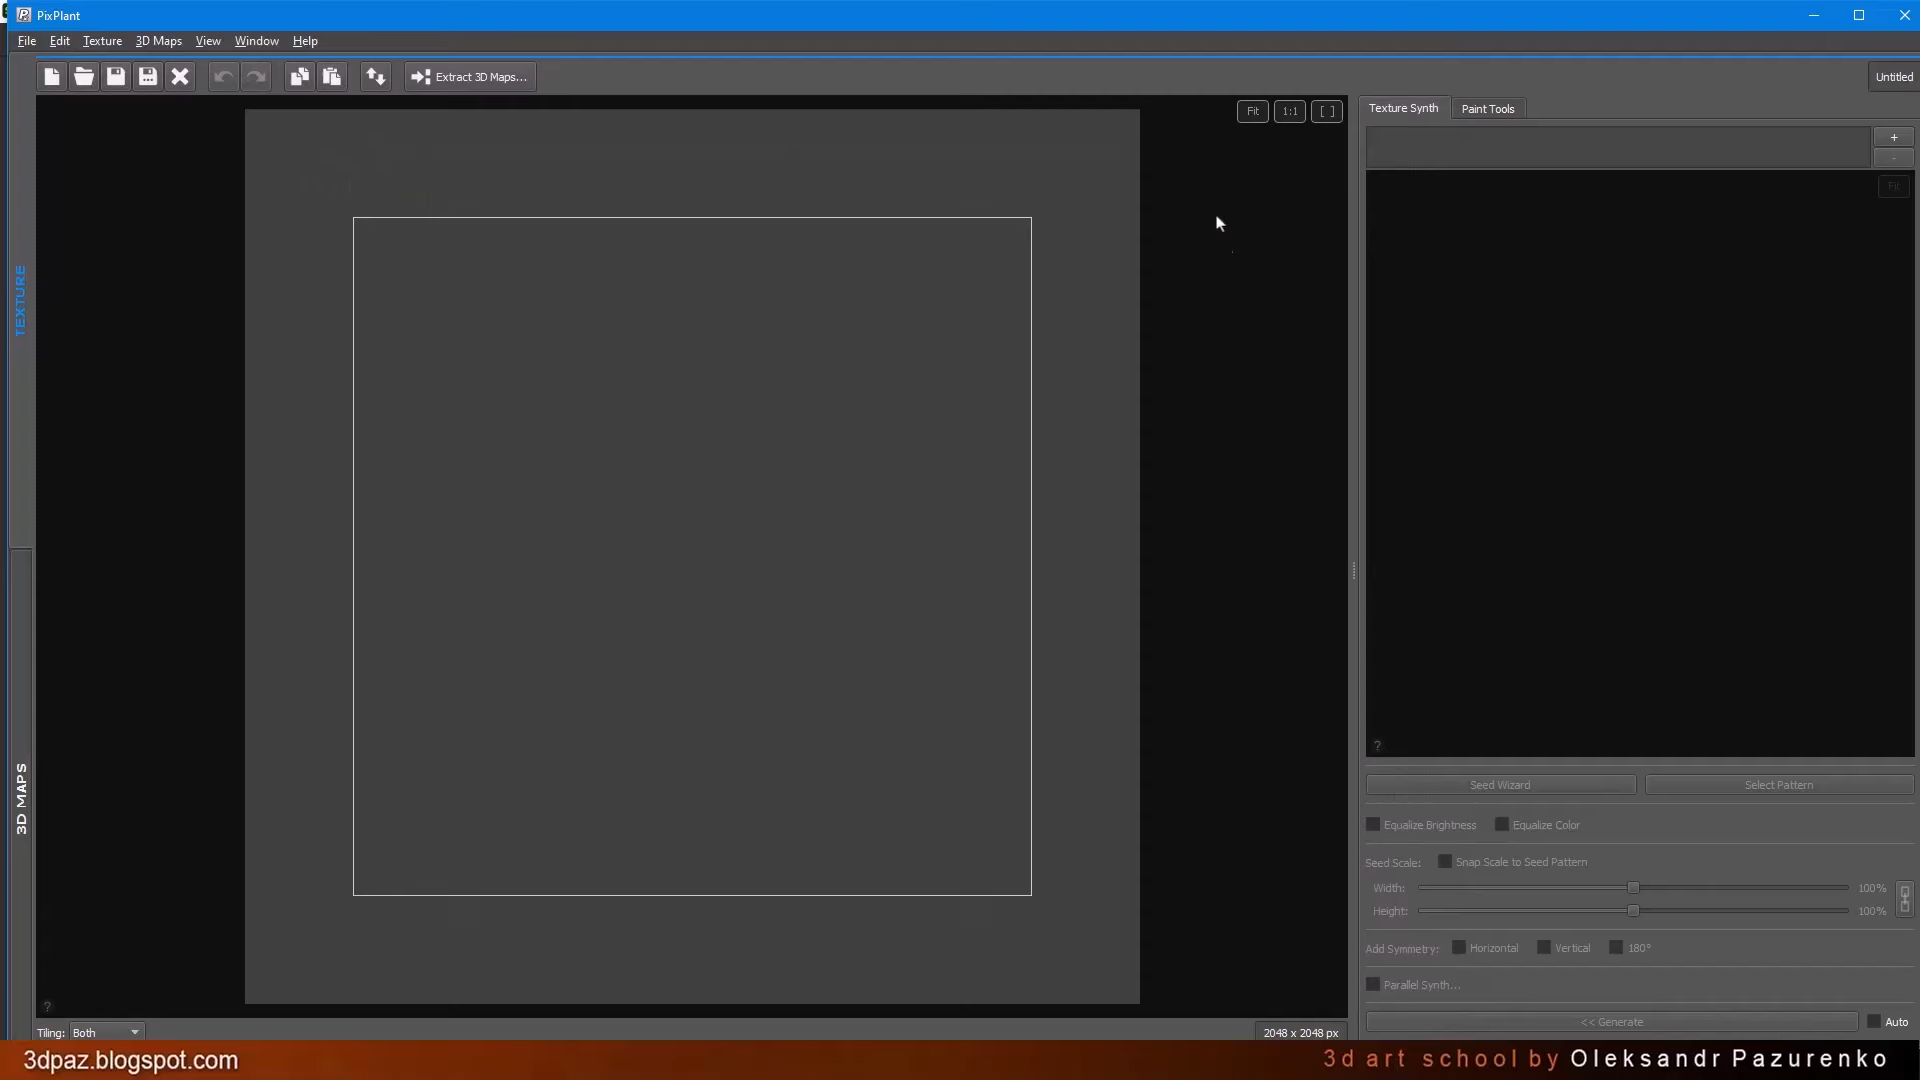 PixPlant
File Edit Texture 3D Maps View Window Help
Extract 3D Maps...
Untitled
Fit 1:1 [ ]
Texture Synth Paint Tools
+
-
Fit
TEXTURE
3D MAPS
?
?
Seed Wizard Select Pattern
Equalize Brightness Equalize Color
Seed Scale: Snap Scale to Seed Pattern
Width: 100%
Height: 100%
Add Symmetry: Horizontal Vertical 180°
Parallel Synth...
<< Generate Auto
Tiling: Both 2048 x 2048 px
3dpaz.blogspot.com
3d art school by Oleksandr Pazurenko